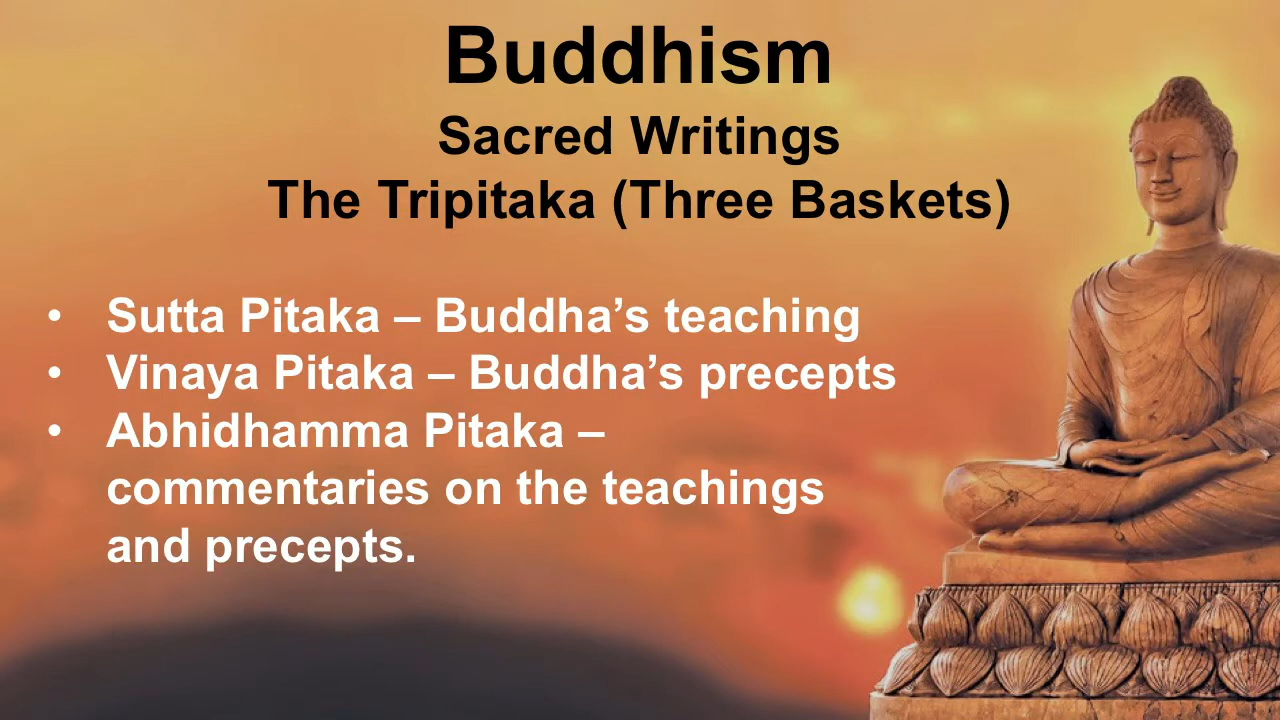 Buddhism
Sacred Writings
The Tripitaka (Three Baskets)
• Sutta Pitaka – Buddha’s teaching
• Vinaya Pitaka – Buddha’s precepts
• Abhidhamma Pitaka –
commentaries on the teachings
and precepts.